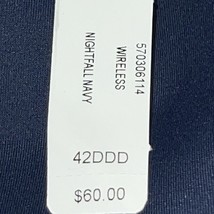 570306114
WIRELESS
NIGHTFALL NAVY
42DDD
$60.00